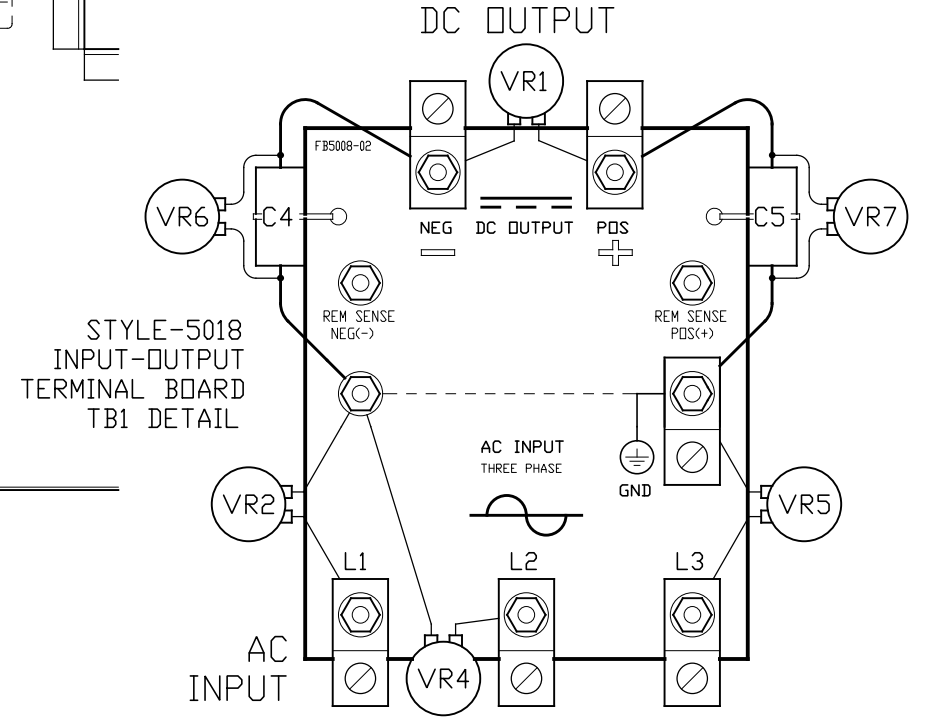 DC OUTPUT
VR1
FB5008-02
VR6
C4
C5
VR7
NEG
DC OUTPUT
POS
REM SENSE
NEG(-)
REM SENSE
POS(+)
STYLE-5018
INPUT-OUTPUT
TERMINAL BOARD
TB1 DETAIL
AC INPUT
THREE PHASE
GND
VR2
VR5
L1
L2
L3
AC
INPUT
VR4